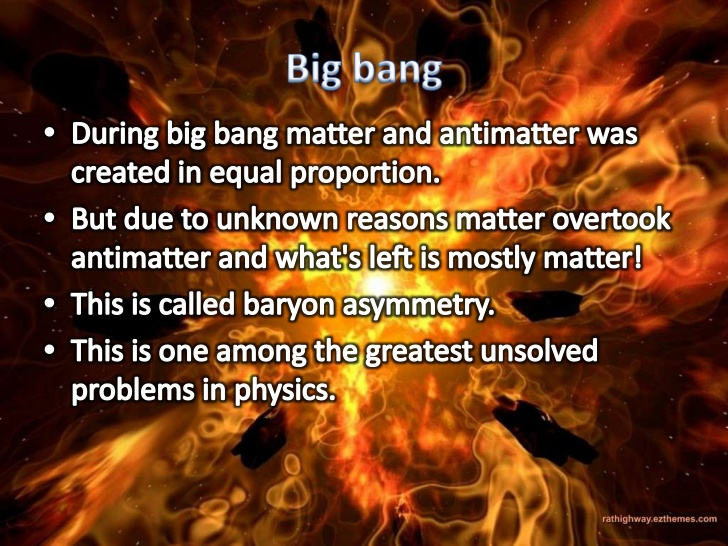 Big bang
• During big bang matter and antimatter was
created in equal proportion.
• But due to unknown reasons matter overtook
antimatter and what's left is mostly matter!
• This is called baryon asymmetry.
• This is one among the greatest unsolved
problems in physics.
rathighway.ezthemes.com